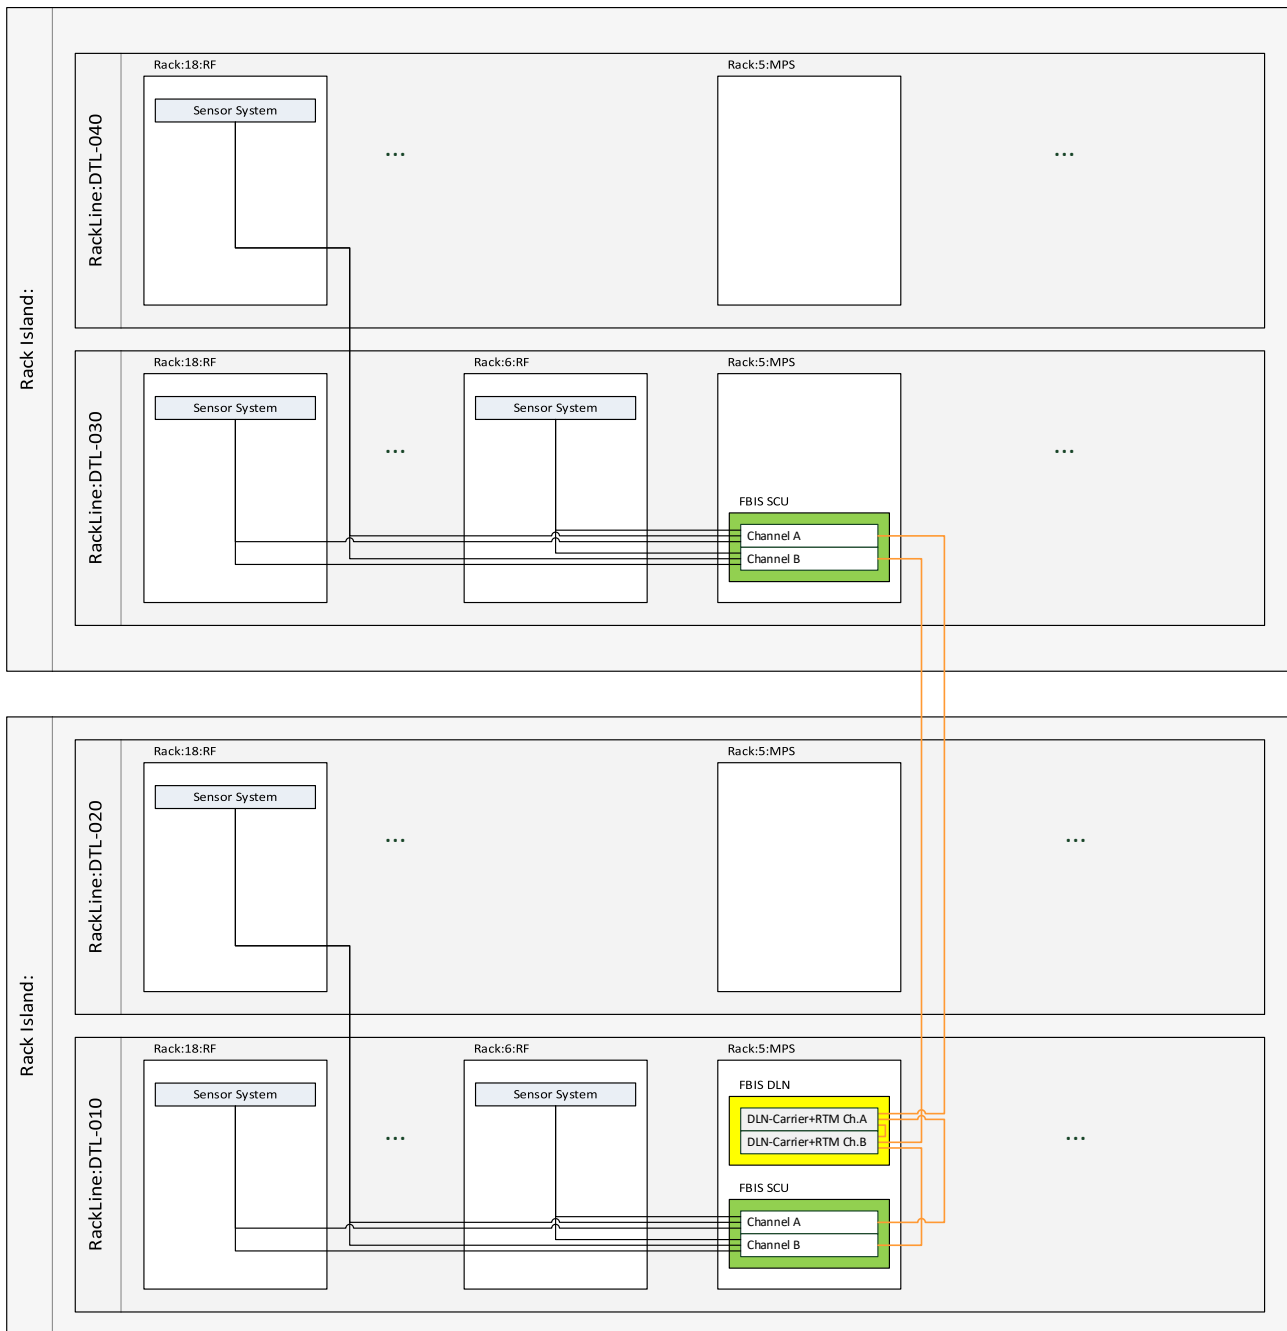 Rack Island:
RackLine:DTL-040
Rack:18:RF
Sensor System
...
Rack:5:MPS
...
RackLine:DTL-030
Rack:18:RF
Sensor System
...
Rack:6:RF
Sensor System
Rack:5:MPS
FBIS SCU
Channel A
Channel B
...
Rack Island:
RackLine:DTL-020
Rack:18:RF
Sensor System
...
Rack:5:MPS
...
RackLine:DTL-010
Rack:18:RF
Sensor System
...
Rack:6:RF
Sensor System
Rack:5:MPS
FBIS DLN
DLN-Carrier+RTM Ch.A
DLN-Carrier+RTM Ch.B
FBIS SCU
Channel A
Channel B
...